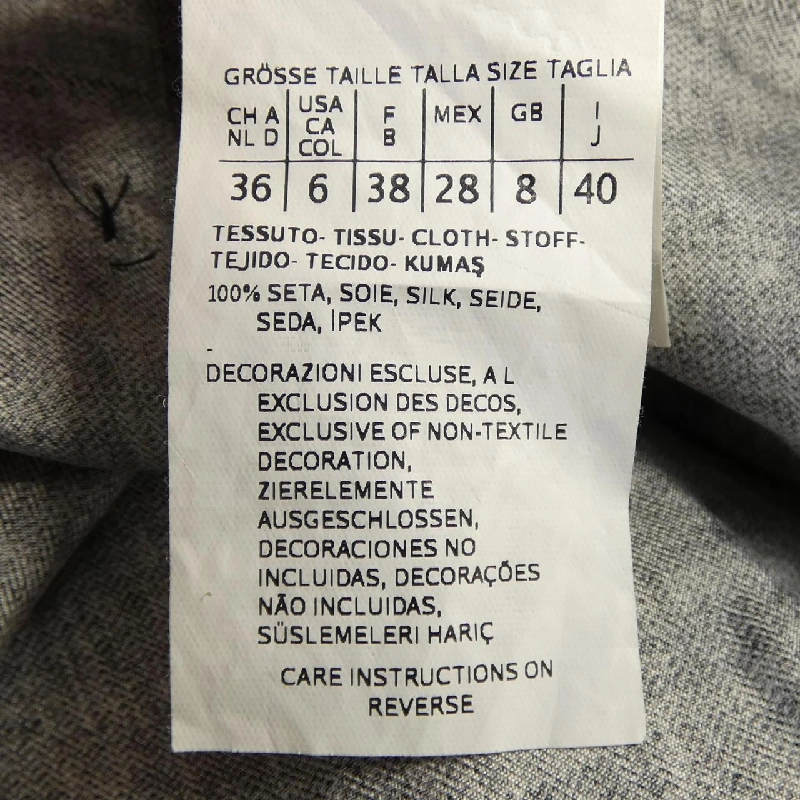 GRÖSSE TAILLE TALLA SIZE TAGLIA
CH A NL D | USA CA COL | F B | MEX | GB | I J
36 | 6 | 38 | 28 | 8 | 40
TESSUTO- TISSU- CLOTH- STOFF-
TEJIDO- TECIDO- KUMAŞ
100% SETA, SOIE, SILK, SEIDE,
SEDA, İPEK
-
DECORAZIONI ESCLUSE, A L
EXCLUSION DES DECOS,
EXCLUSIVE OF NON-TEXTILE
DECORATION,
ZIERELEMENTE
AUSGESCHLOSSEN,
DECORACIONES NO
INCLUIDAS, DECORAÇÕES
NÃO INCLUIDAS,
SÜSLEMELERI HARIÇ
CARE INSTRUCTIONS ON
REVERSE